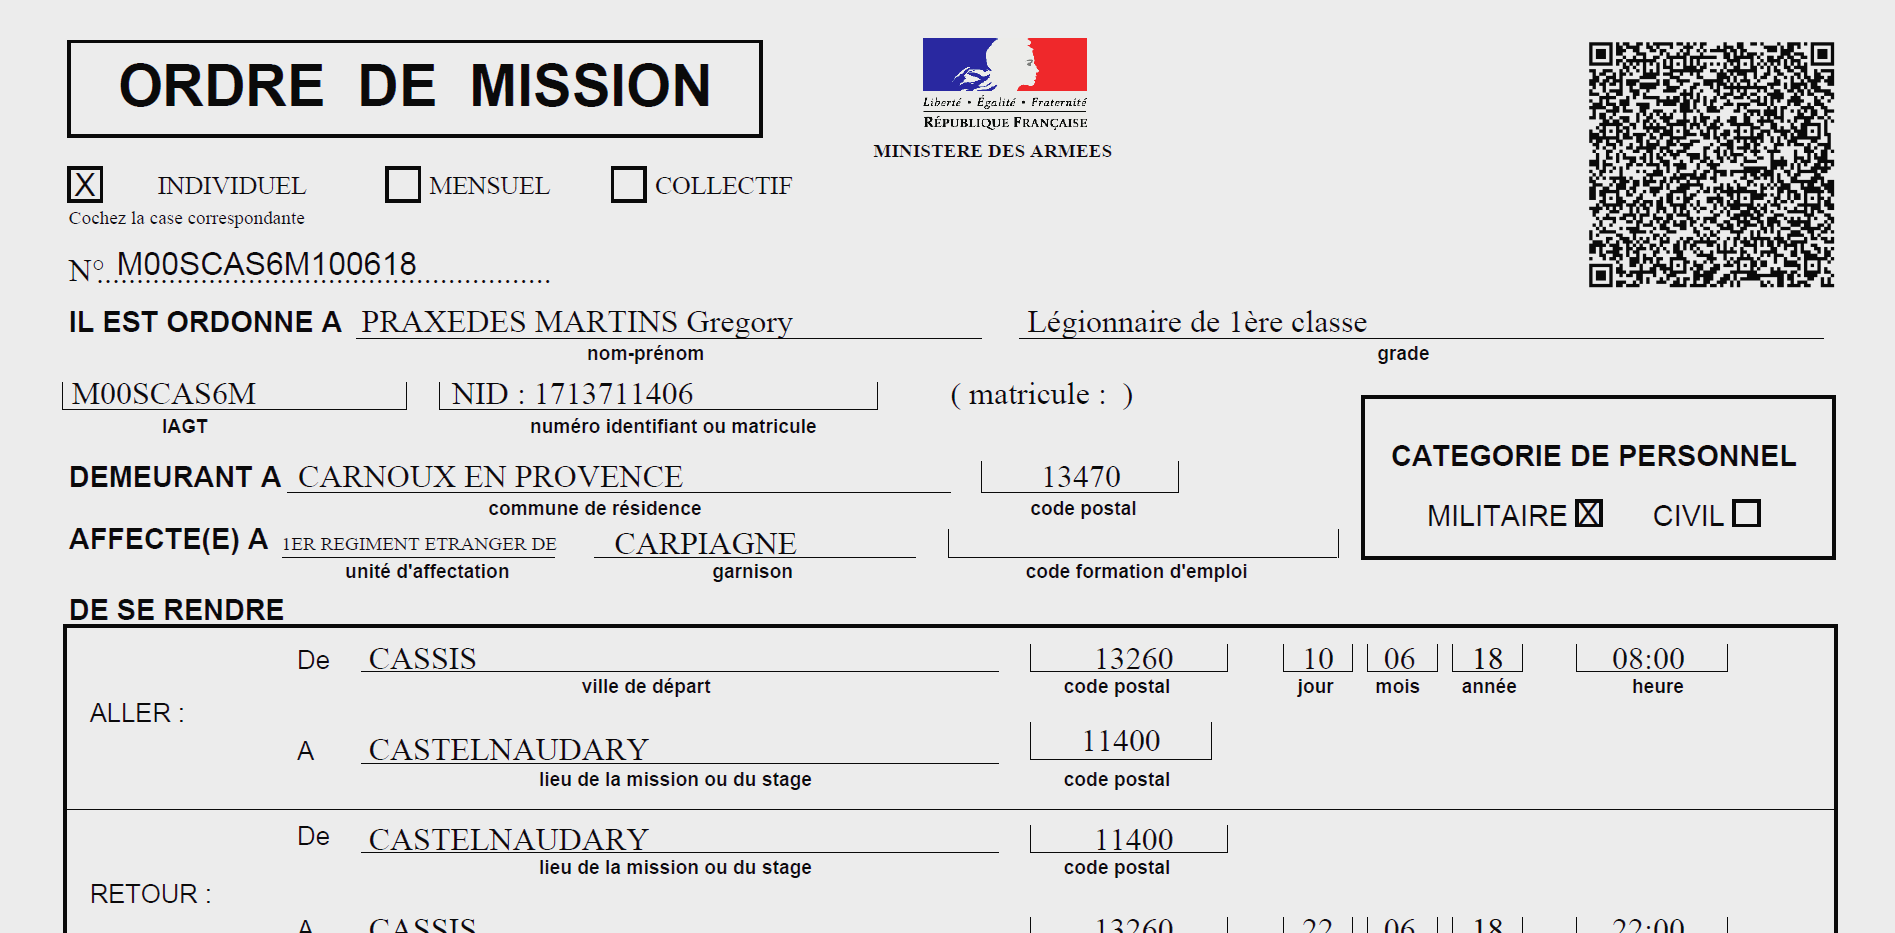 ORDRE DE MISSION
Liberté • Égalité • Fraternité
RÉPUBLIQUE FRANÇAISE
MINISTERE DES ARMEES
X INDIVIDUEL MENSUEL COLLECTIF
Cochez la case correspondante
N° M00SCAS6M100618
IL EST ORDONNE A PRAXEDES MARTINS Gregory Légionnaire de 1ère classe
nom-prénom grade
M00SCAS6M NID : 1713711406 ( matricule : )
IAGT numéro identifiant ou matricule
CATEGORIE DE PERSONNEL
MILITAIRE X CIVIL
DEMEURANT A CARNOUX EN PROVENCE 13470
commune de résidence code postal
AFFECTE(E) A 1ER REGIMENT ETRANGER DE CARPIAGNE
unité d'affectation garnison code formation d'emploi
DE SE RENDRE
ALLER :
De CASSIS 13260 10 06 18 08:00
ville de départ code postal jour mois année heure
A CASTELNAUDARY 11400
lieu de la mission ou du stage code postal
RETOUR :
De CASTELNAUDARY 11400
lieu de la mission ou du stage code postal
A CASSIS 13260 22 06 18 22:00